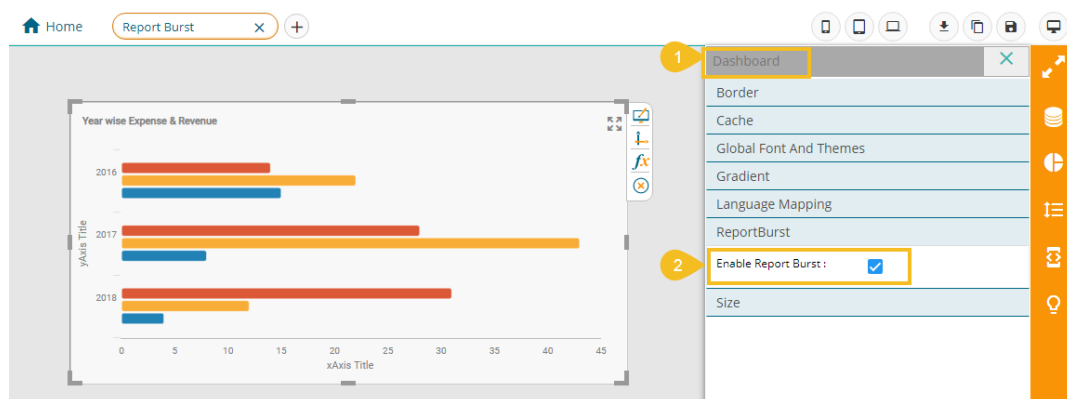 Home
Report Burst
1
Dashboard
Border
Cache
Global Font And Themes
Gradient
Language Mapping
ReportBurst
2
Enable Report Burst :
Size
Year wise Expense & Revenue
fx
yAxis Title
2016
2017
2018
0 5 10 15 20 25 30 35 40 45
xAxis Title